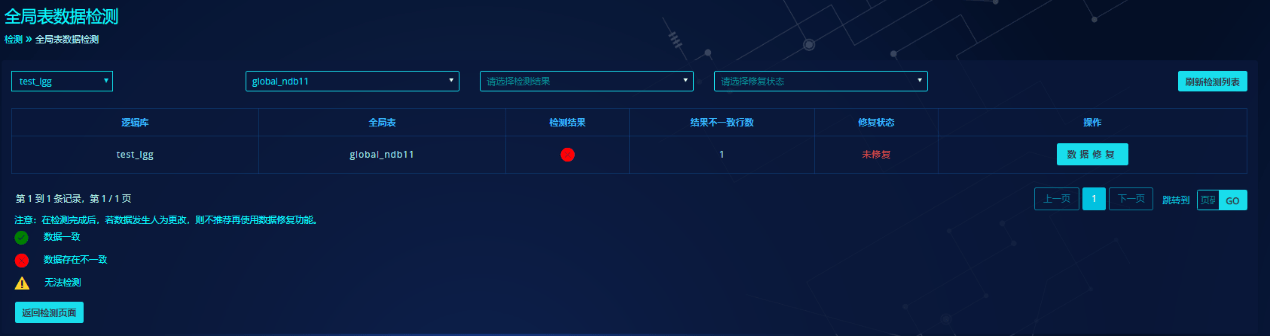 全局表数据检测
检测 » 全局表数据检测
test_lgg global_ndb11 请选择检测结果 请选择修复状态 刷新检测列表
逻辑库 全局表 检测结果 结果不一致行数 修复状态 操作
test_lgg global_ndb11 1 未修复 数据修复
第 1 到 1 条记录，第 1 / 1 页 上一页 1 下一页 跳转到 页码 GO
注意：在检测完成后，若数据发生人为更改，则不推荐再使用数据修复功能。
数据一致
数据存在不一致
无法检测
返回检测页面